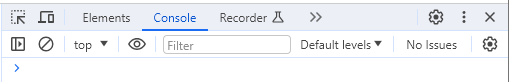 Elements Console Recorder
top Filter Default levels No Issues